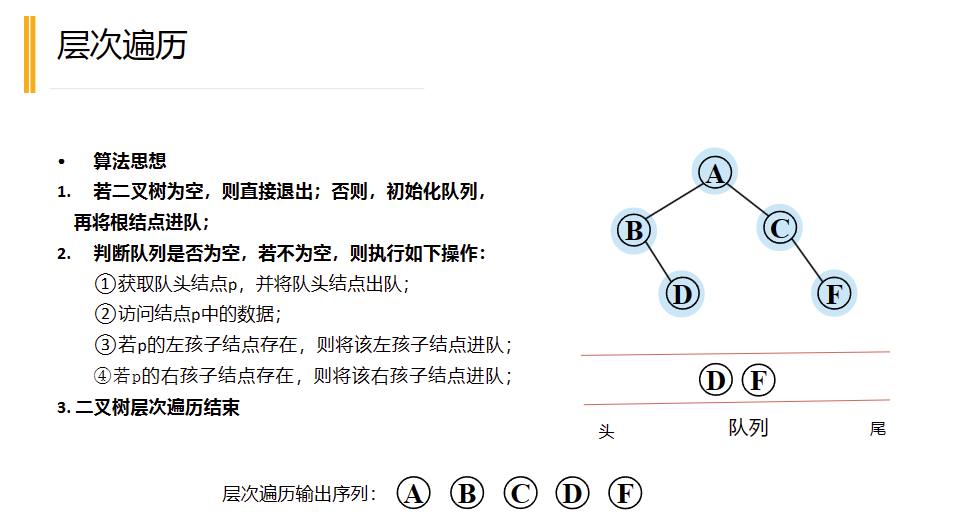 层次遍历
• 算法思想
1. 若二叉树为空，则直接退出；否则，初始化队列，
再将根结点进队；
2. 判断队列是否为空，若不为空，则执行如下操作：
①获取队头结点p，并将队头结点出队；
②访问结点p中的数据；
③若p的左孩子结点存在，则将该左孩子结点进队；
④若p的右孩子结点存在，则将该右孩子结点进队；
3. 二叉树层次遍历结束
A
B C
D F
D F
头 队列 尾
层次遍历输出序列： A B C D F